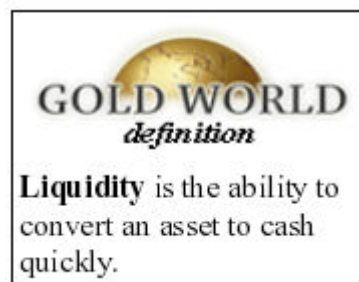 GOLD WORLD
definition
Liquidity is the ability to
convert an asset to cash
quickly.